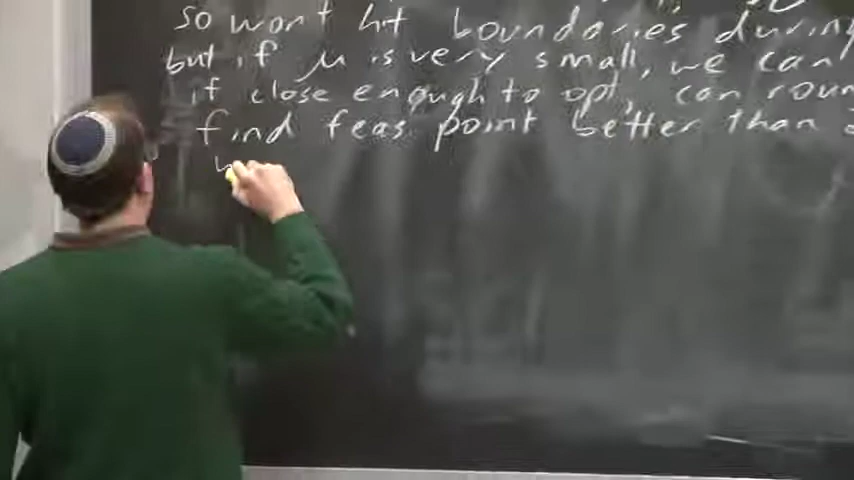 so won't hit boundaries during
but if μ is very small, we can
if close enough to opt, can roun
find feas. point better than
w